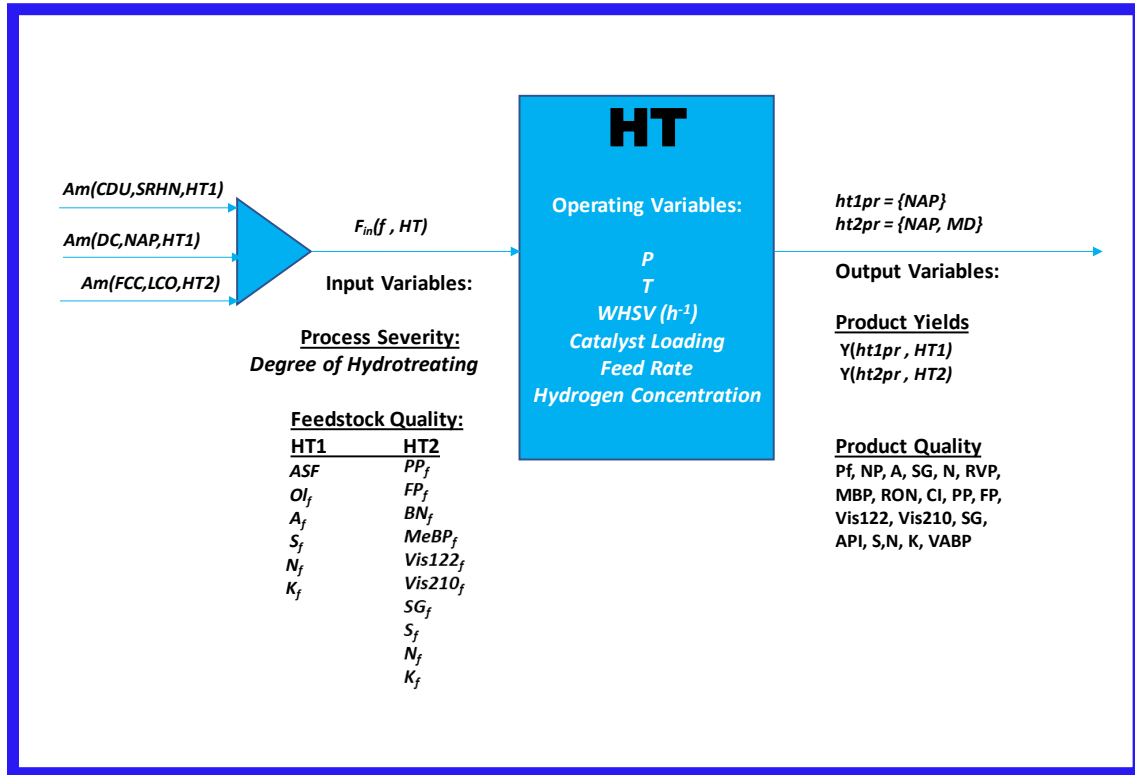 HT
Am(CDU,SRHN,HT1)
Am(DC,NAP,HT1)
Am(FCC,LCO,HT2)
Fin(f , HT)
Input Variables:
Process Severity:
Degree of Hydrotreating
Feedstock Quality:
HT1 HT2
ASF PPf
Olf FPf
Af BNf
Sf MeBPf
Nf Vis122f
Kf Vis210f
SGf
Sf
Nf
Kf
Operating Variables:
P
T
WHSV (h-1)
Catalyst Loading
Feed Rate
Hydrogen Concentration
ht1pr = {NAP}
ht2pr = {NAP, MD}
Output Variables:
Product Yields
Y(ht1pr , HT1)
Y(ht2pr , HT2)
Product Quality
Pf, NP, A, SG, N, RVP,
MBP, RON, CI, PP, FP,
Vis122, Vis210, SG,
API, S,N, K, VABP